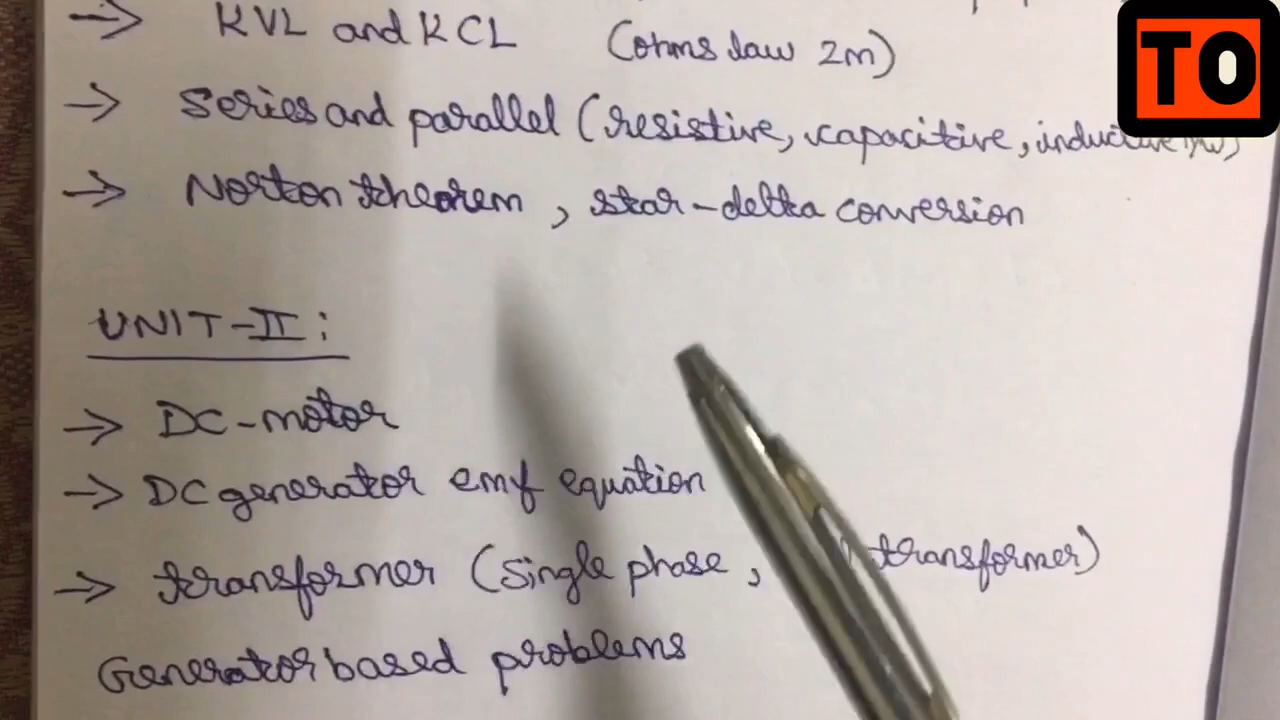 → KVL and KCL (ohms law 2m)
→ Series and parallel (resistive, capacitive, inductive
→ Norton theorem, star-delta conversion
TO
UNIT-II:
→ DC-motor
→ DC generator emf equation
→ transformer (single phase, transformer)
Generator based problems